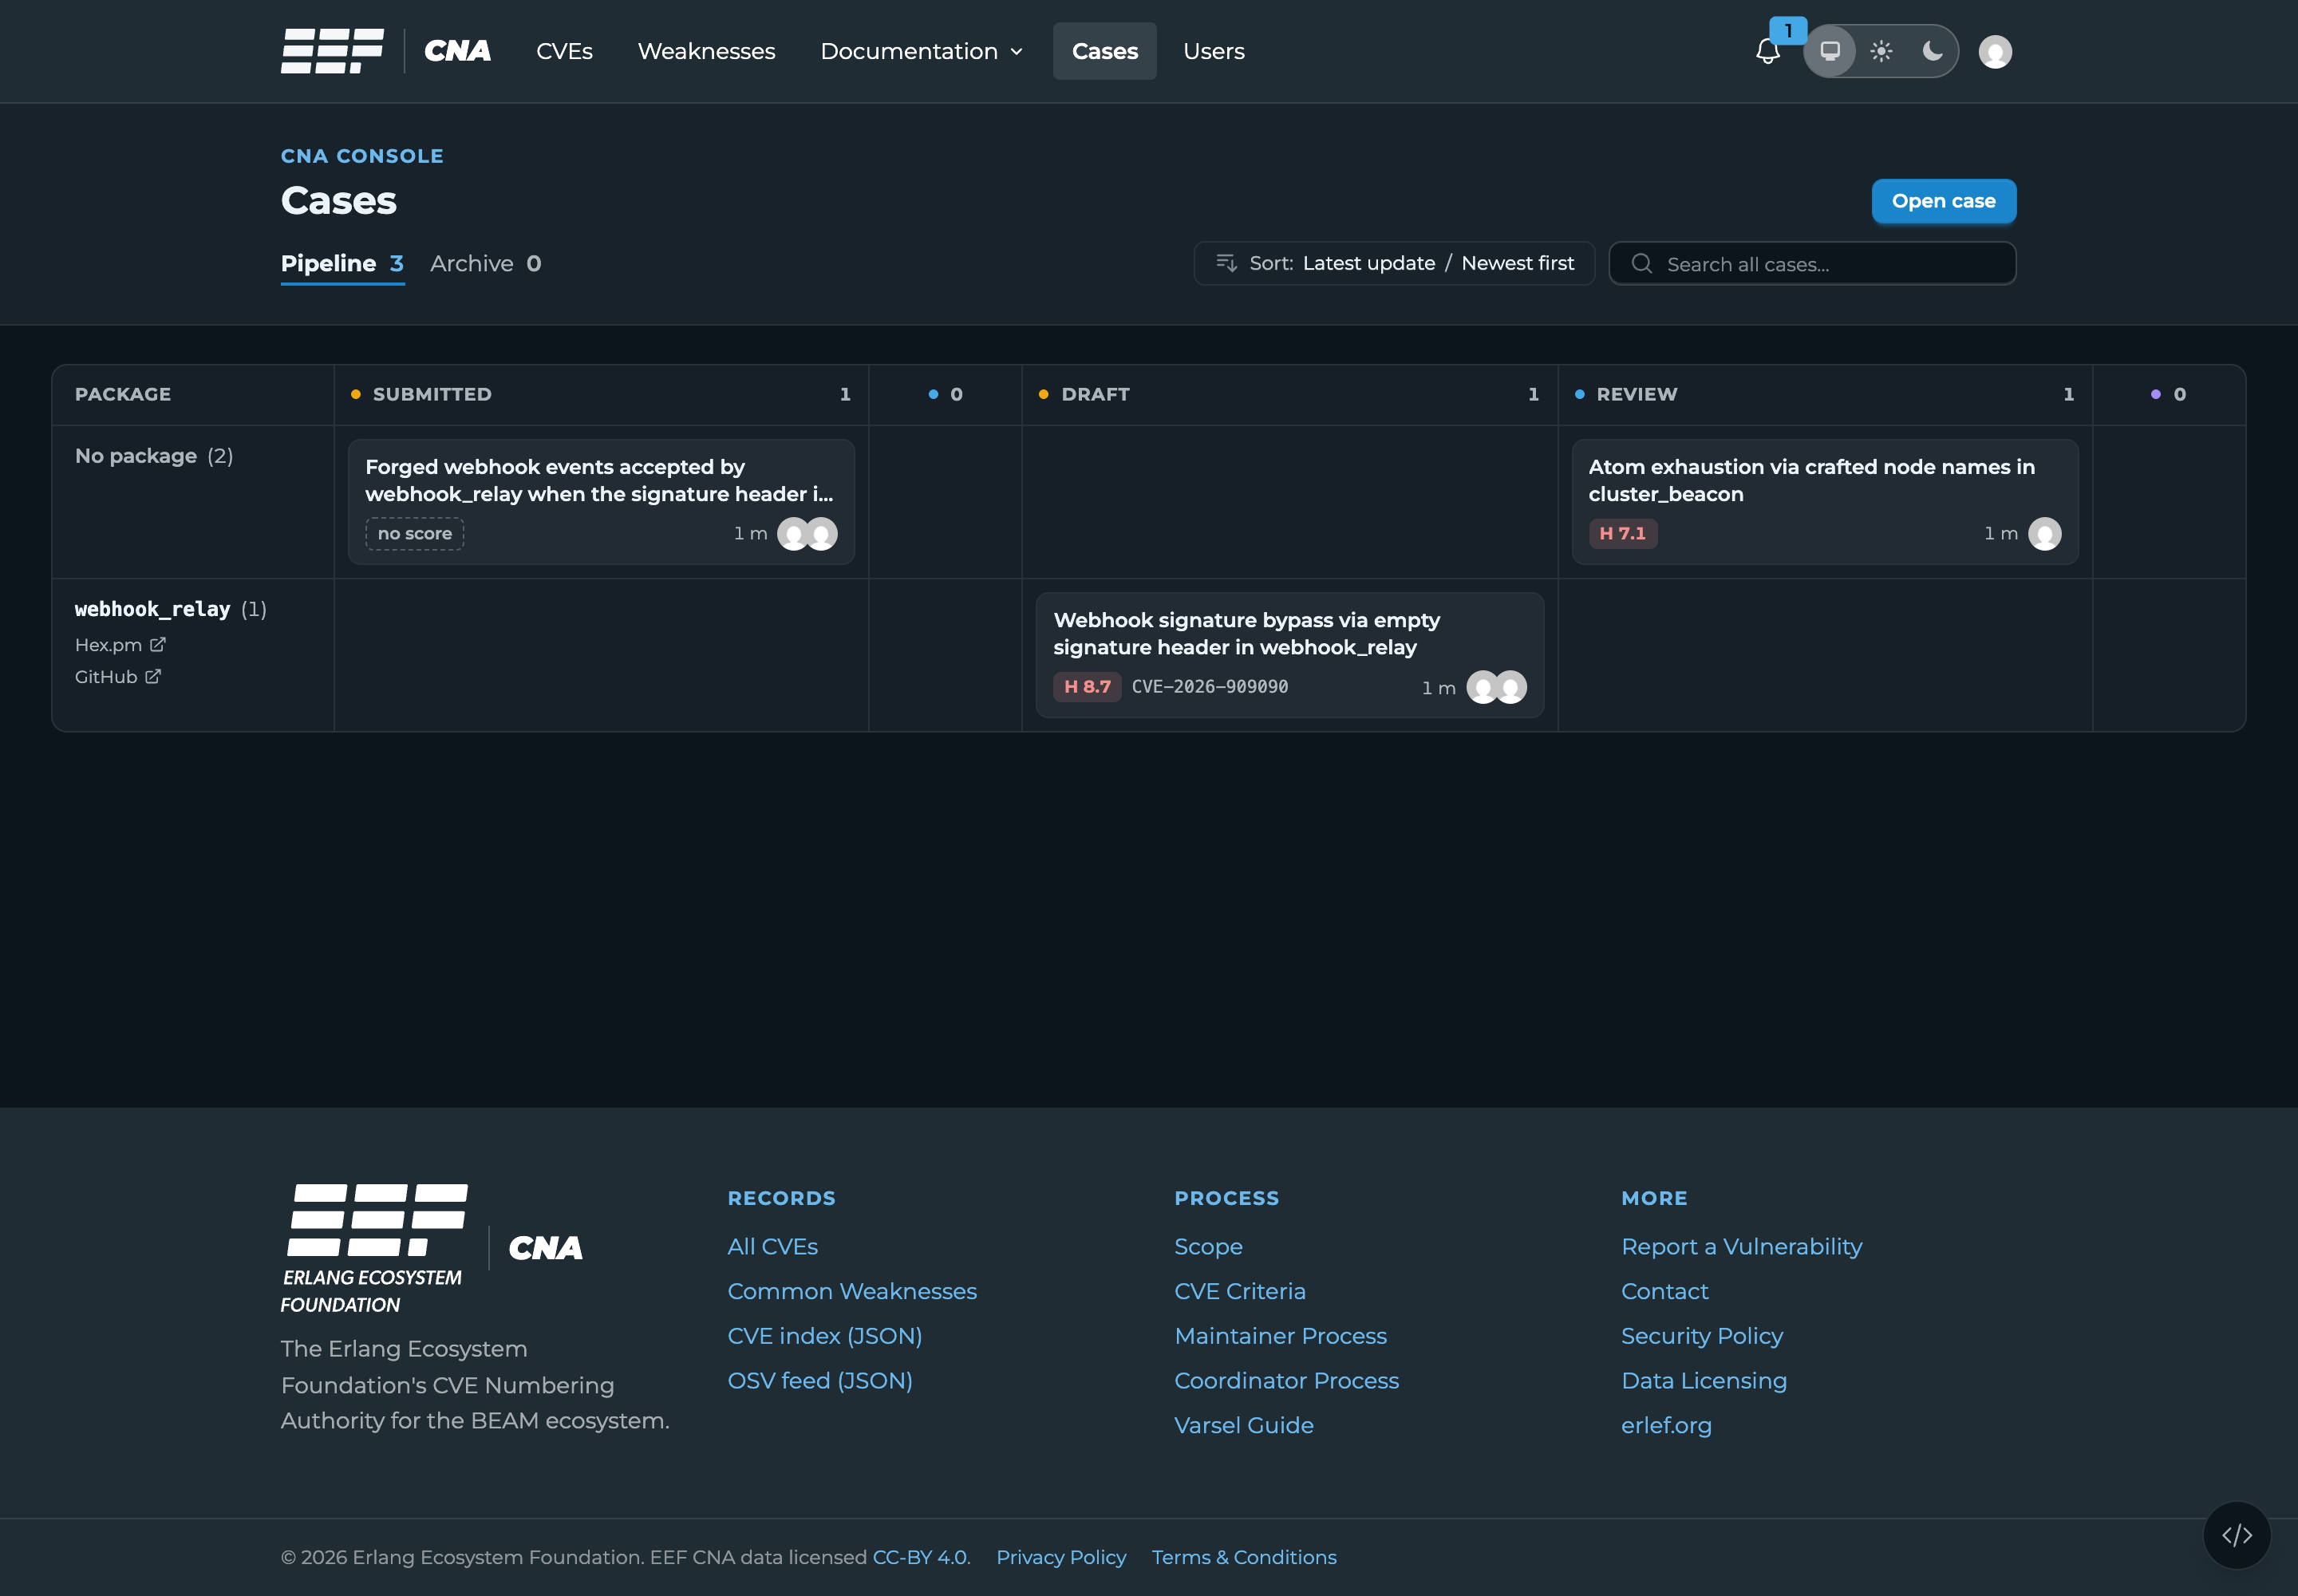 CNA
CVEs
Weaknesses
Documentation
Cases
Users
1
CNA CONSOLE
Cases
Open case
Pipeline 3
Archive 0
Sort: Latest update / Newest first
Search all cases...
PACKAGE
SUBMITTED 1
0
DRAFT 1
REVIEW 1
0
No package (2)
Forged webhook events accepted by
webhook_relay when the signature header i...
no score
1 m
Atom exhaustion via crafted node names in
cluster_beacon
H 7.1
1 m
webhook_relay (1)
Hex.pm
GitHub
Webhook signature bypass via empty
signature header in webhook_relay
H 8.7 CVE-2026-909090
1 m
EEF
ERLANG ECOSYSTEM
FOUNDATION
CNA
The Erlang Ecosystem
Foundation's CVE Numbering
Authority for the BEAM ecosystem.
RECORDS
All CVEs
Common Weaknesses
CVE index (JSON)
OSV feed (JSON)
PROCESS
Scope
CVE Criteria
Maintainer Process
Coordinator Process
Varsel Guide
MORE
Report a Vulnerability
Contact
Security Policy
Data Licensing
erlef.org
© 2026 Erlang Ecosystem Foundation. EEF CNA data licensed CC-BY 4.0.
Privacy Policy
Terms & Conditions